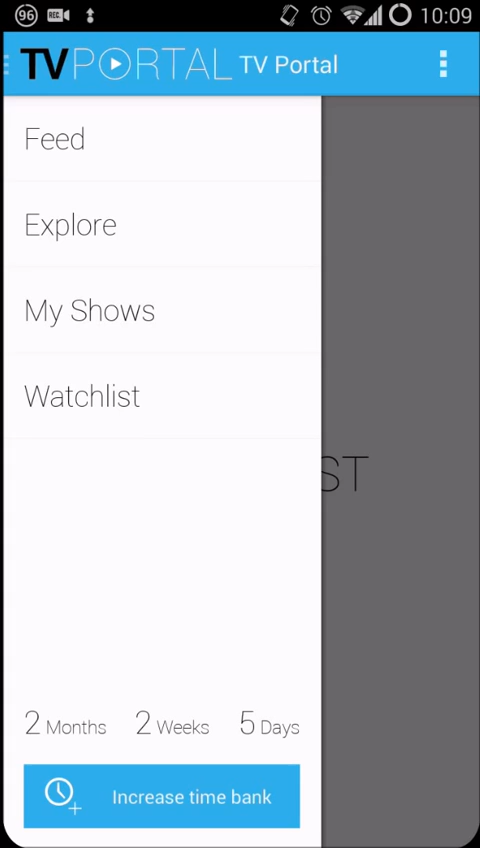 96 REC 10:09
TVPORTAL TV Portal
Feed
Explore
My Shows
Watchlist
ST
2 Months 2 Weeks 5 Days
Increase time bank